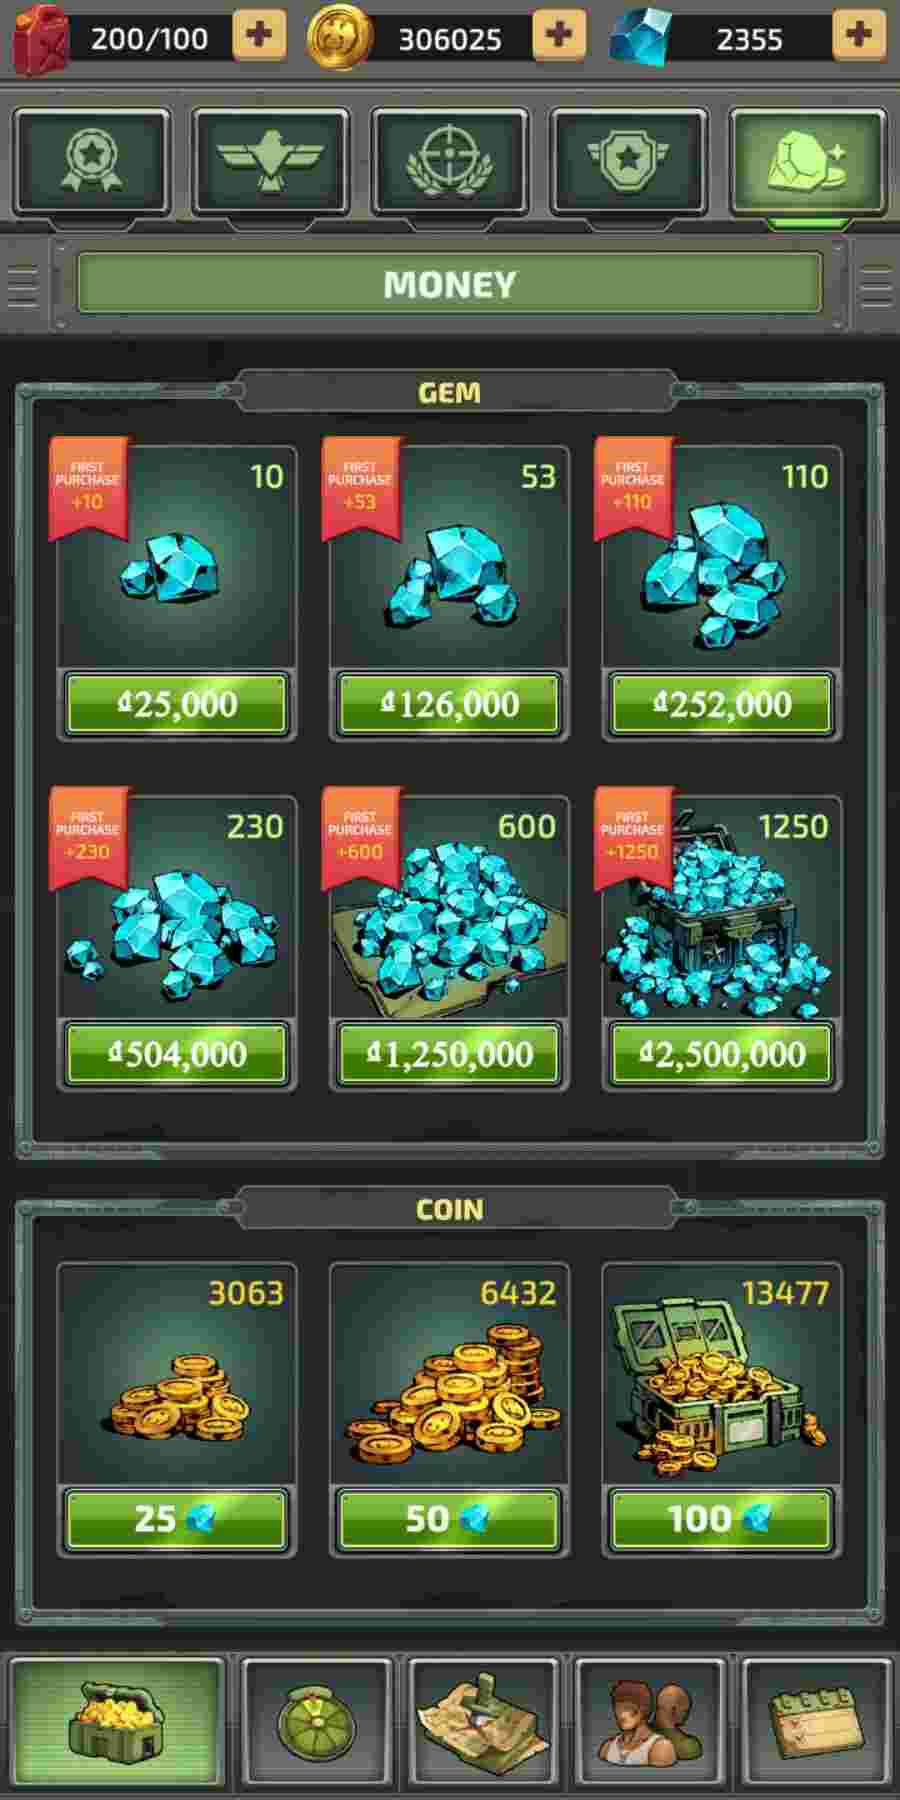 200/100 306025 2355
MONEY
GEM
FIRST
PURCHASE
+10
10
FIRST
PURCHASE
+53
53
FIRST
PURCHASE
+110
110
₫25,000
₫126,000
₫252,000
FIRST
PURCHASE
+230
230
FIRST
PURCHASE
+600
600
FIRST
PURCHASE
+1250
1250
₫504,000
₫1,250,000
₫2,500,000
COIN
3063
6432
13477
25
50
100